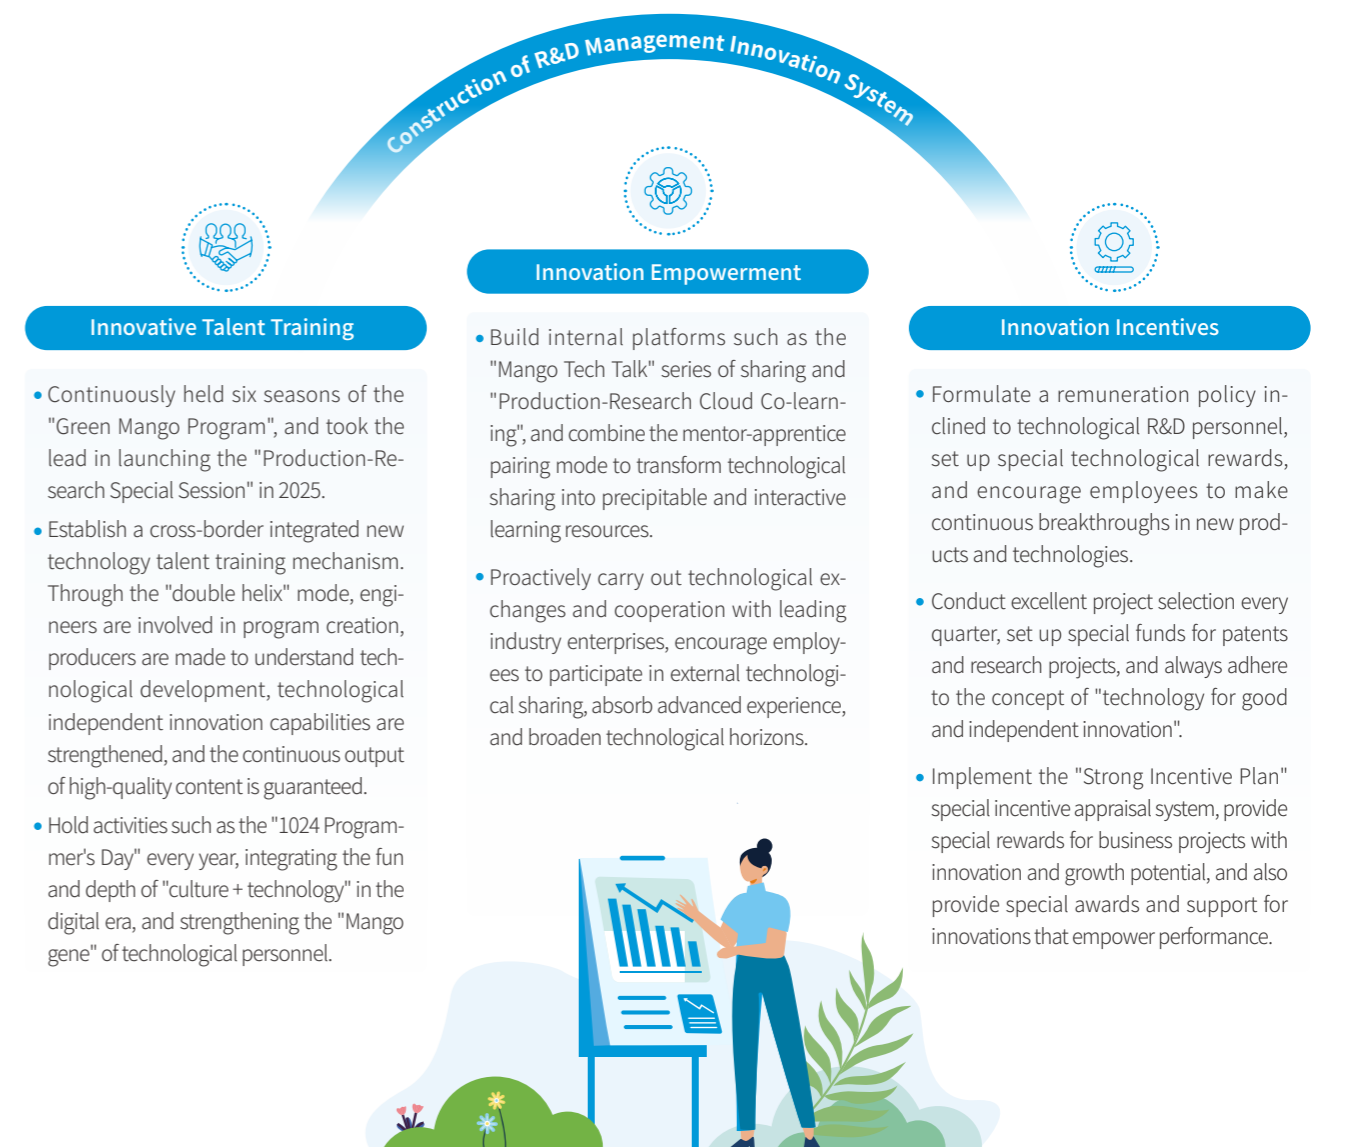 Construction of R&D Management Innovation System
Innovative Talent Training
• Continuously held six seasons of the
"Green Mango Program", and took the
lead in launching the "Production-Re-
search Special Session" in 2025.
• Establish a cross-border integrated new
technology talent training mechanism.
Through the "double helix" mode, engi-
neers are involved in program creation,
producers are made to understand tech-
nological development, technological
independent innovation capabilities are
strengthened, and the continuous output
of high-quality content is guaranteed.
• Hold activities such as the "1024 Program-
mer's Day" every year, integrating the fun
and depth of "culture + technology" in the
digital era, and strengthening the "Mango
gene" of technological personnel.
Innovation Empowerment
• Build internal platforms such as the
"Mango Tech Talk" series of sharing and
"Production-Research Cloud Co-learn-
ing", and combine the mentor-apprentice
pairing mode to transform technological
sharing into precipitable and interactive
learning resources.
• Proactively carry out technological ex-
changes and cooperation with leading
industry enterprises, encourage employ-
ees to participate in external technologi-
cal sharing, absorb advanced experience,
and broaden technological horizons.
Innovation Incentives
• Formulate a remuneration policy in-
clined to technological R&D personnel,
set up special technological rewards,
and encourage employees to make
continuous breakthroughs in new prod-
ucts and technologies.
• Conduct excellent project selection every
quarter, set up special funds for patents
and research projects, and always adhere
to the concept of "technology for good
and independent innovation".
• Implement the "Strong Incentive Plan"
special incentive appraisal system, provide
special rewards for business projects with
innovation and growth potential, and also
provide special awards and support for
innovations that empower performance.